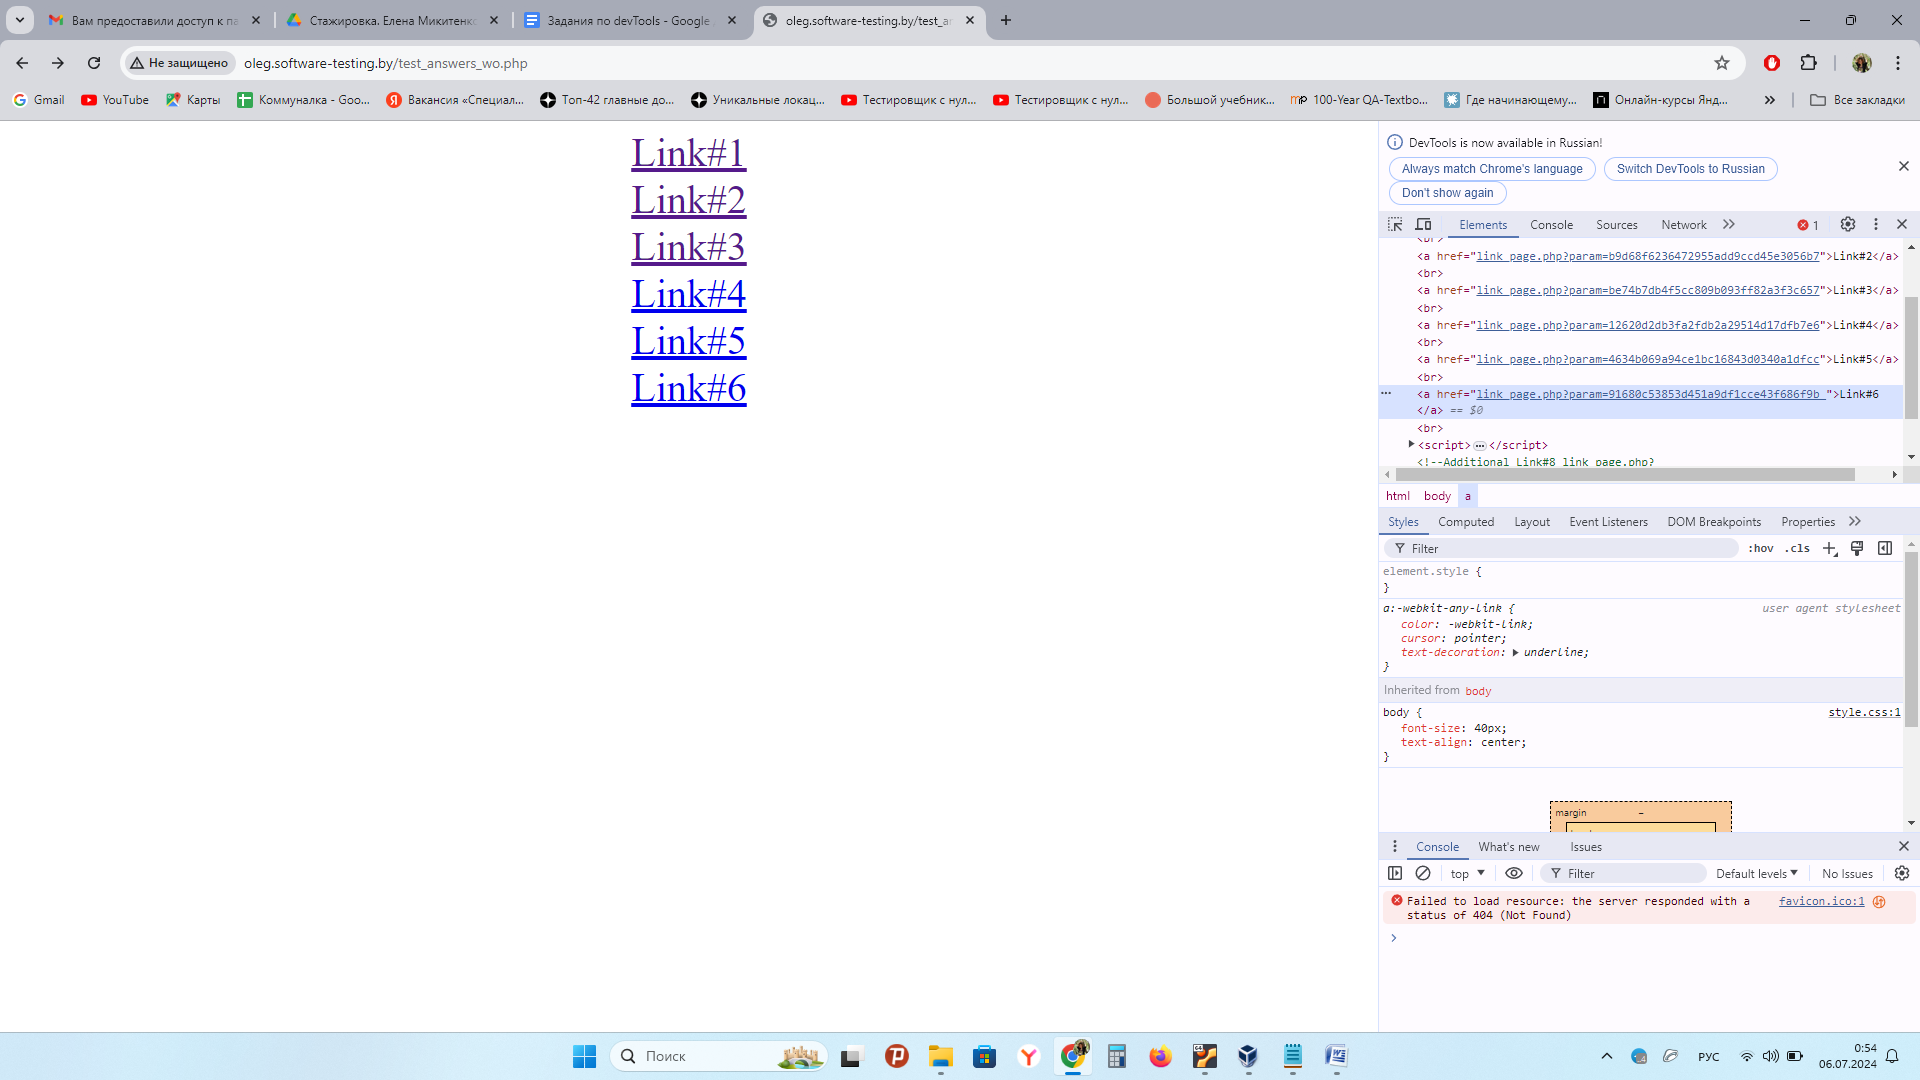 Вам предоставили доступ к па
Стажировка. Елена Микитенко
Задания по devTools - Google
oleg.software-testing.by/test_a
Не защищено
oleg.software-testing.by/test_answers_wo.php
Gmail
YouTube
Карты
Коммуналка - Goo...
Вакансия «Специал...
Топ-42 главные до...
Уникальные локац...
Тестировщик с нул...
Тестировщик с нул...
Большой учебник...
100-Year QA-Textbo...
Где начинающему...
Онлайн-курсы Янд...
Все закладки
Link#1
Link#2
Link#3
Link#4
Link#5
Link#6
DevTools is now available in Russian!
Always match Chrome's language
Switch DevTools to Russian
Don't show again
Elements Console Sources Network 1
<br>
<a href="link_page.php?param=b9d68f6236472955add9ccd45e3056b7">Link#2</a>
<br>
<a href="link_page.php?param=be74b7db4f5cc809b093ff82a3f3c657">Link#3</a>
<br>
<a href="link_page.php?param=12620d2db3fa2fdb2a29514d17dfb7e6">Link#4</a>
<br>
<a href="link_page.php?param=4634b069a94ce1bc16843d0340a1dfcc">Link#5</a>
<br>
<a href="link_page.php?param=91680c53853d451a9df1cce43f686f9b_">Link#6
</a> == $0
<br>
<script>…</script>
<!--Additional Link#8 link_page.php?
html body a
Styles Computed Layout Event Listeners DOM Breakpoints Properties
Filter :hov .cls
element.style {
}
a:-webkit-any-link { user agent stylesheet
color: -webkit-link;
cursor: pointer;
text-decoration: underline;
}
Inherited from body
body { style.css:1
font-size: 40px;
text-align: center;
}
margin –
Console What's new Issues
top Filter Default levels No Issues
Failed to load resource: the server responded with a favicon.ico:1
status of 404 (Not Found)
Поиск
РУС
0:54
06.07.2024